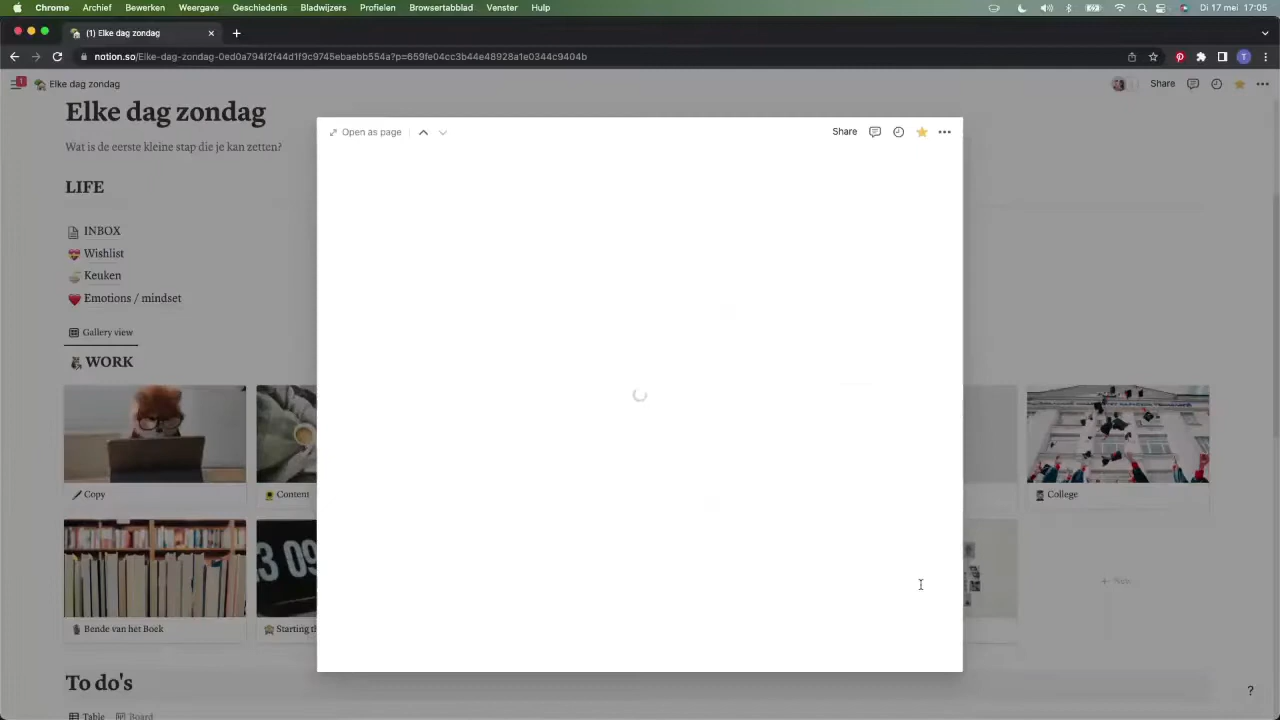 Chrome Archief Bewerken Weergave Geschiedenis Bladwijzers Profielen Browsertabblad Venster Hulp Di 17 mei 17:05
(1) Elke dag zondag
notion.so/Elke-dag-zondag-0ed0a794f2f44d1f9c9745ebaebb554a?p=659fe04cc3b44e48928a1e0344c9404b
T
1
Elke dag zondag
Share
Elke dag zondag
Wat is de eerste kleine stap die je kan zetten?
LIFE
INBOX
Wishlist
Keuken
Emotions / mindset
Gallery view
WORK
Open as page
Share
Copy
Content
College
Bende van het Boek
Starting
To do's
Table Board
?